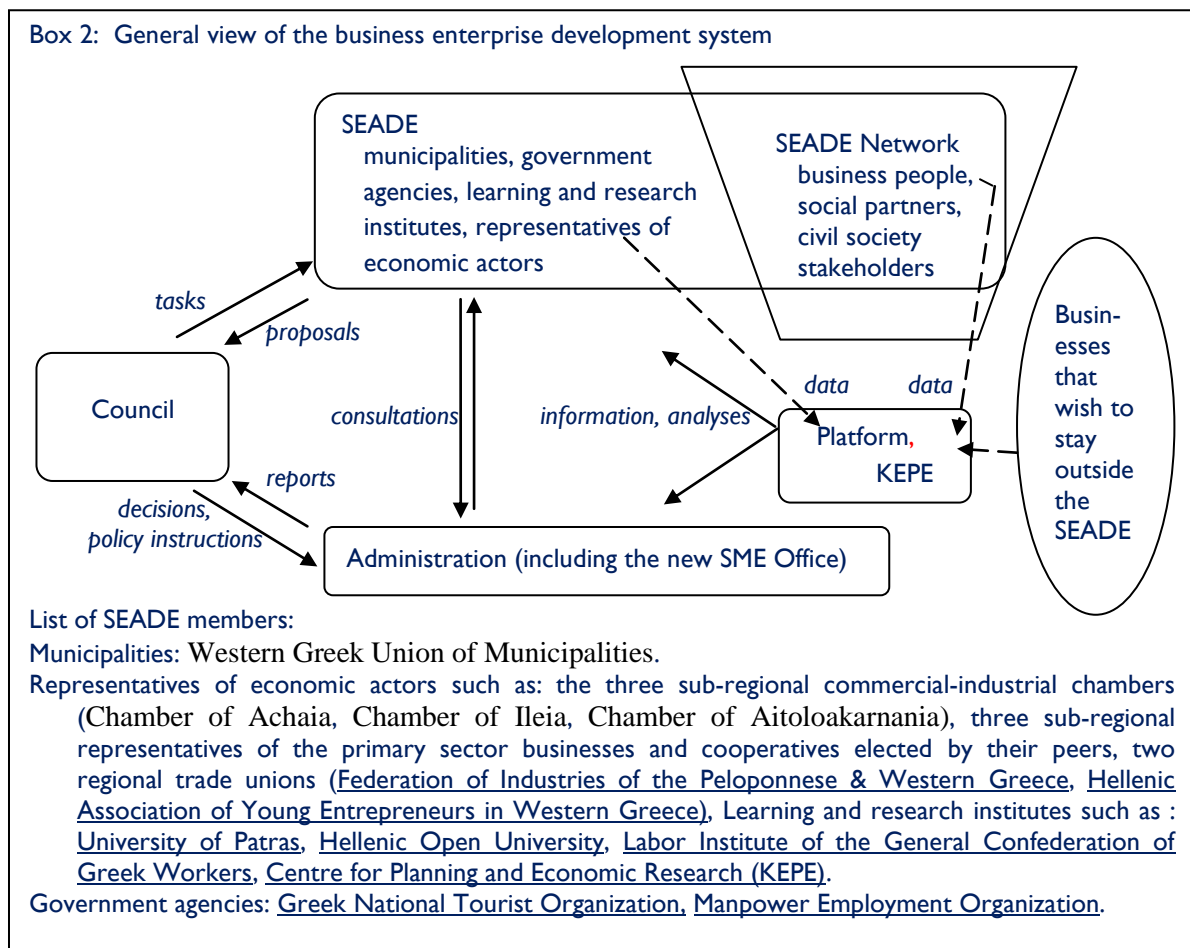 Box 2: General view of the business enterprise development system
SEADE
municipalities, government
agencies, learning and research
institutes, representatives of
economic actors
SEADE Network
business people,
social partners,
civil society
stakeholders
tasks
proposals
Council
consultations
information, analyses
data
data
Platform,
KEPE
Busin-
esses
that
wish to
stay
outside
the
SEADE
reports
decisions,
policy instructions
Administration (including the new SME Office)
List of SEADE members:
Municipalities: Western Greek Union of Municipalities.
Representatives of economic actors such as: the three sub-regional commercial-industrial chambers
(Chamber of Achaia, Chamber of Ileia, Chamber of Aitoloakarnania), three sub-regional
representatives of the primary sector businesses and cooperatives elected by their peers, two
regional trade unions (Federation of Industries of the Peloponnese & Western Greece, Hellenic
Association of Young Entrepreneurs in Western Greece), Learning and research institutes such as :
University of Patras, Hellenic Open University, Labor Institute of the General Confederation of
Greek Workers, Centre for Planning and Economic Research (KEPE).
Government agencies: Greek National Tourist Organization, Manpower Employment Organization.